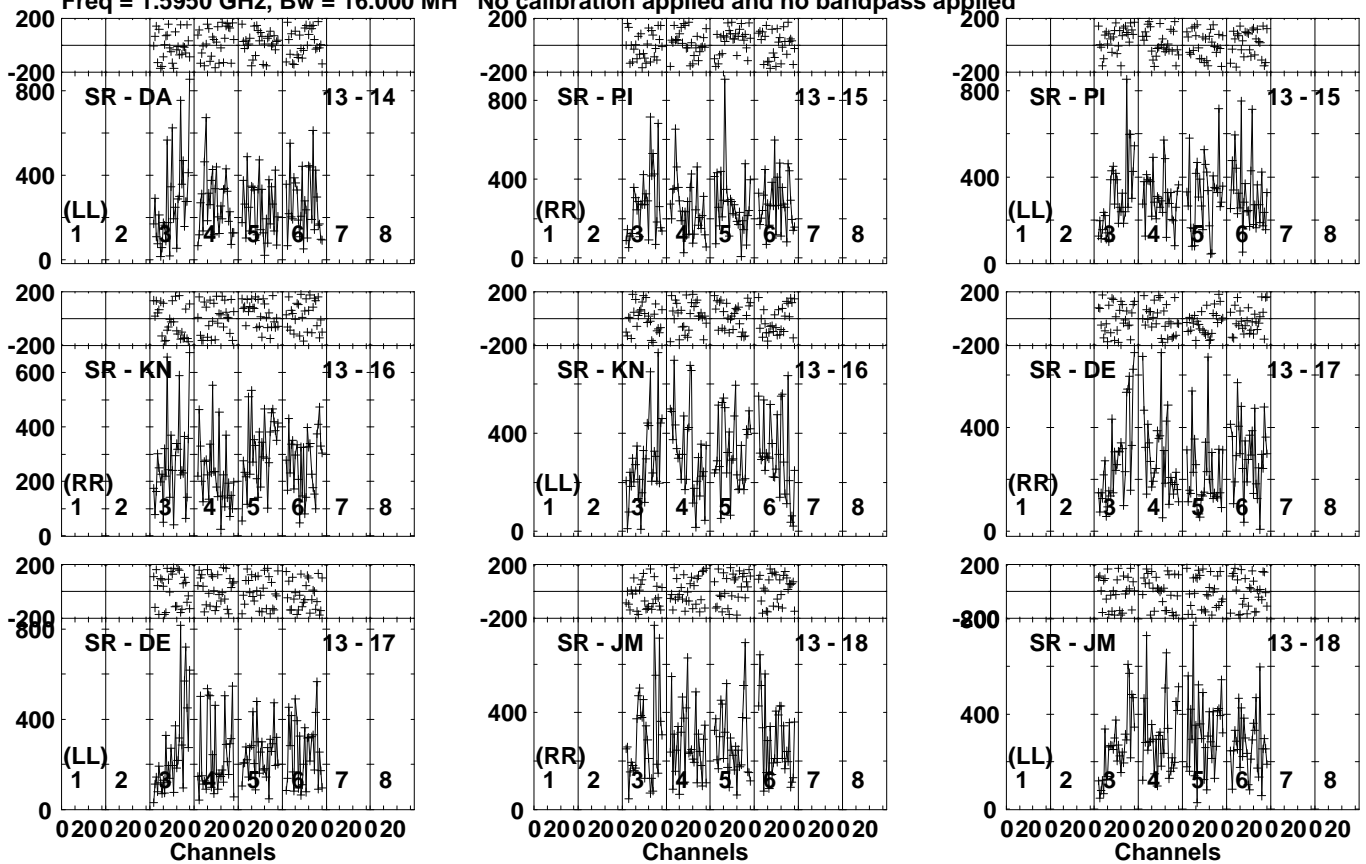 Freq = 1.5950 GHz, Bw = 16.000 MH No calibration applied and no bandpass applied
200 200 200
-200 -200 -200
800 SR - DA 13 - 14 800 SR - PI 13 - 15 800 SR - PI 13 - 15
400 400 400
(LL) (RR) (LL)
1 2 3 4 5 6 7 8 1 2 3 4 5 6 7 8 1 2 3 4 5 6 7 8
0 0 0
200 200 200
-200 -200 -200
600 SR - KN 13 - 16 SR - KN 13 - 16 SR - DE 13 - 17
400 400 400
200
(RR) (LL) (RR)
1 2 3 4 5 6 7 8 1 2 3 4 5 6 7 8 1 2 3 4 5 6 7 8
0 0 0
200 200 200
-200 -200 -200
800 SR - DE 13 - 17 SR - JM 13 - 18 800 SR - JM 13 - 18
400 400 400
(LL) (RR) (LL)
1 2 3 4 5 6 7 8 1 2 3 4 5 6 7 8 1 2 3 4 5 6 7 8
0 0 0
0 20 0 20 0 20 0 20 0 20 0 20 0 20 0 20 0 20 0 20 0 20 0 20 0 20 0 20 0 20 0 20 0 20 0 20 0 20 0 20 0 20 0 20 0 20 0 20
Channels Channels Channels